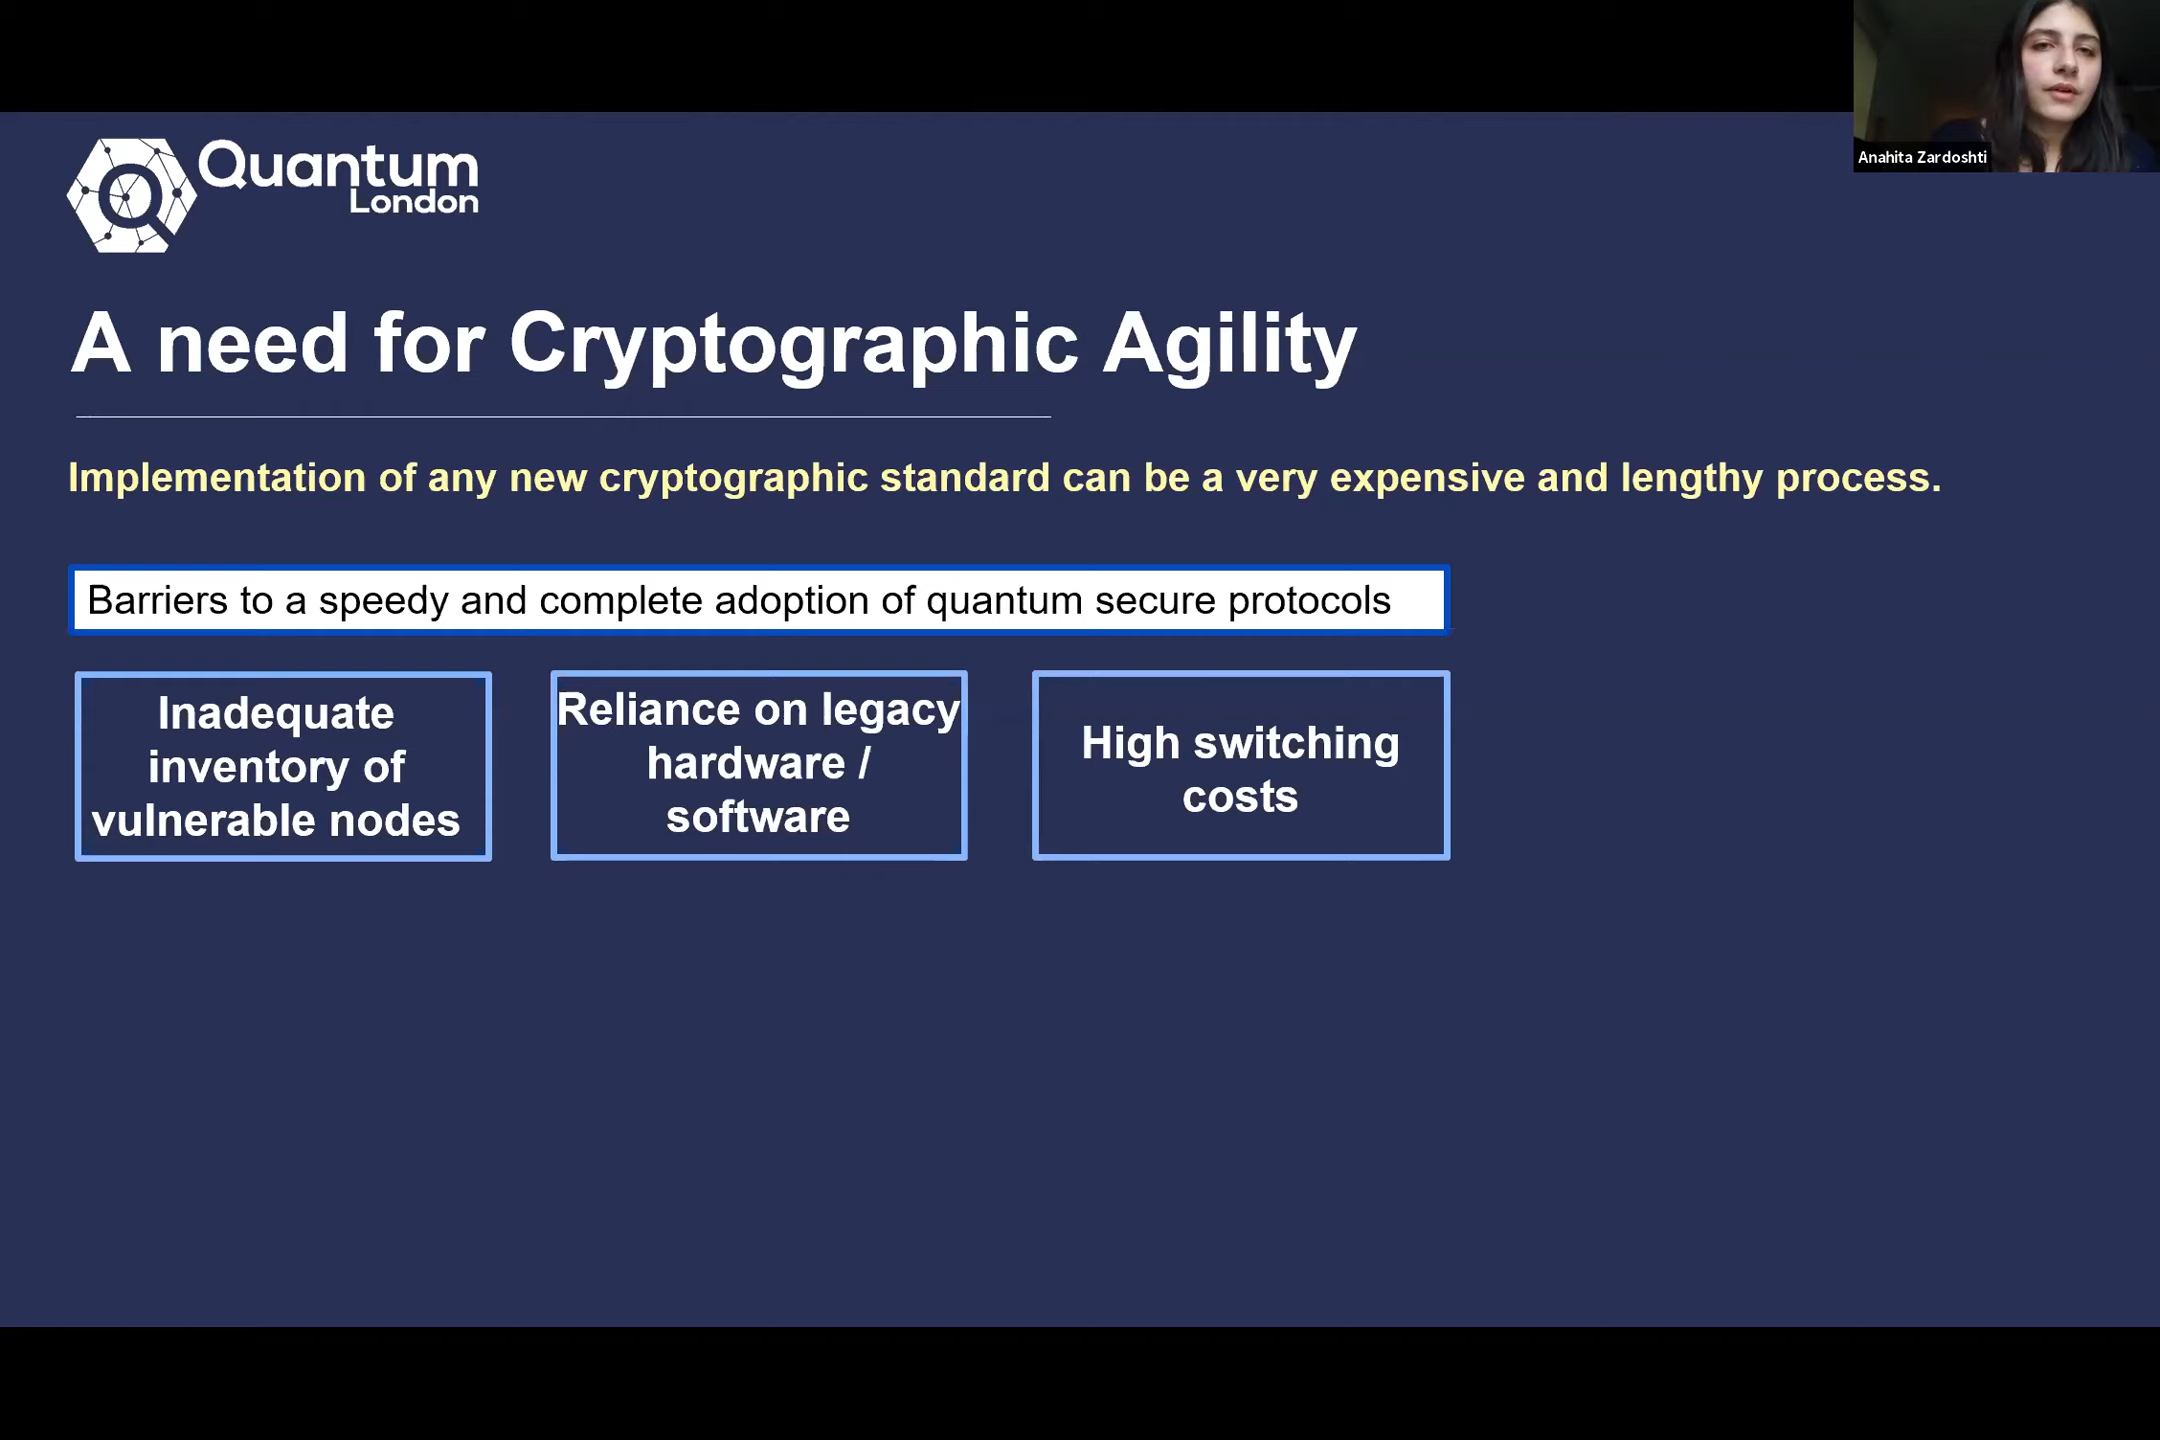 Anahita Zardoshti
Quantum
London
A need for Cryptographic Agility
Implementation of any new cryptographic standard can be a very expensive and lengthy process.
Barriers to a speedy and complete adoption of quantum secure protocols
Inadequate
inventory of
vulnerable nodes
Reliance on legacy
hardware /
software
High switching
costs